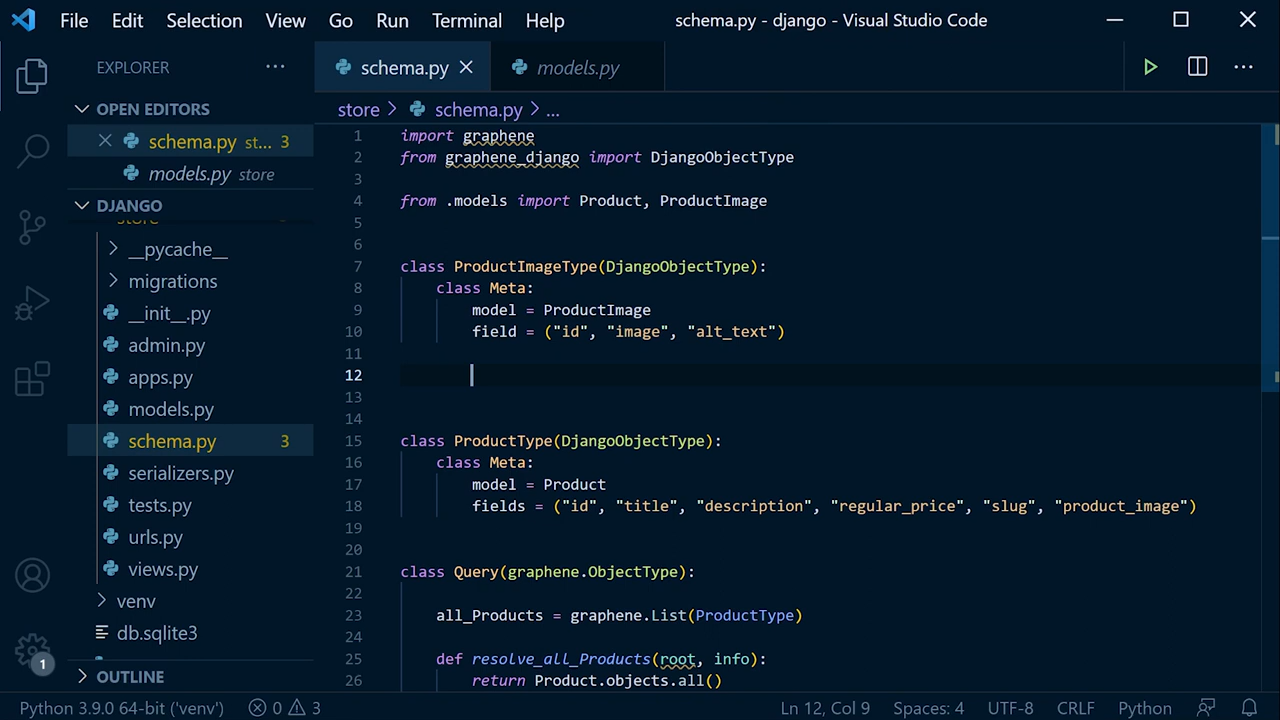 File Edit Selection View Go Run Terminal Help schema.py - django - Visual Studio Code
EXPLORER
schema.py
models.py
OPEN EDITORS
schema.py st... 3
models.py store
DJANGO
store
__pycache__
migrations
__init__.py
admin.py
apps.py
models.py
schema.py 3
serializers.py
tests.py
urls.py
views.py
venv
db.sqlite3
OUTLINE
store > schema.py > ...
1 import graphene
2 from graphene_django import DjangoObjectType
3
4 from .models import Product, ProductImage
5
6
7 class ProductImageType(DjangoObjectType):
8 class Meta:
9 model = ProductImage
10 field = ("id", "image", "alt_text")
11
12
13
14
15 class ProductType(DjangoObjectType):
16 class Meta:
17 model = Product
18 fields = ("id", "title", "description", "regular_price", "slug", "product_image")
19
20
21 class Query(graphene.ObjectType):
22
23 all_Products = graphene.List(ProductType)
24
25 def resolve_all_Products(root, info):
26 return Product.objects.all()
1
Python 3.9.0 64-bit ('venv') 0 3 Ln 12, Col 9 Spaces: 4 UTF-8 CRLF Python